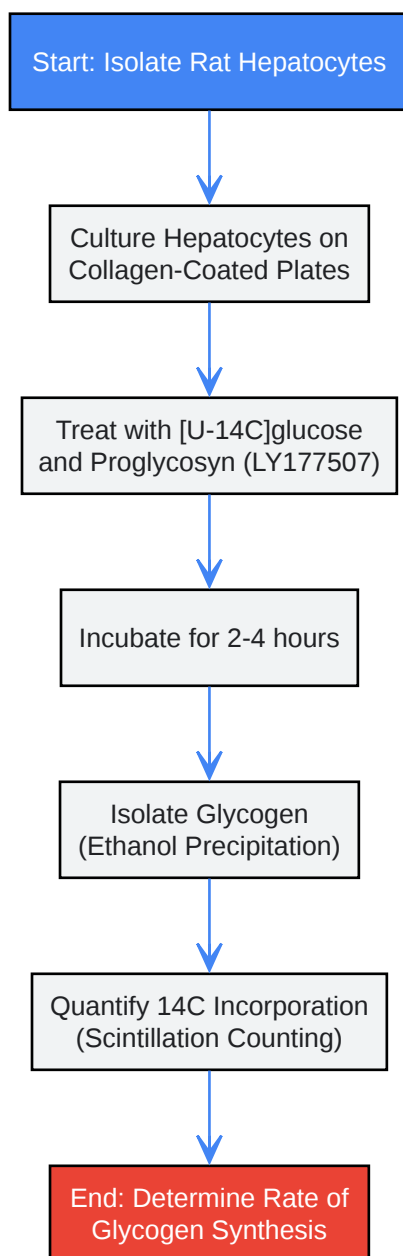 Start: Isolate Rat Hepatocytes
Culture Hepatocytes on
Collagen-Coated Plates
Treat with [U-14C]glucose
and Proglycosyn (LY177507)
Incubate for 2-4 hours
Isolate Glycogen
(Ethanol Precipitation)
Quantify 14C Incorporation
(Scintillation Counting)
End: Determine Rate of
Glycogen Synthesis